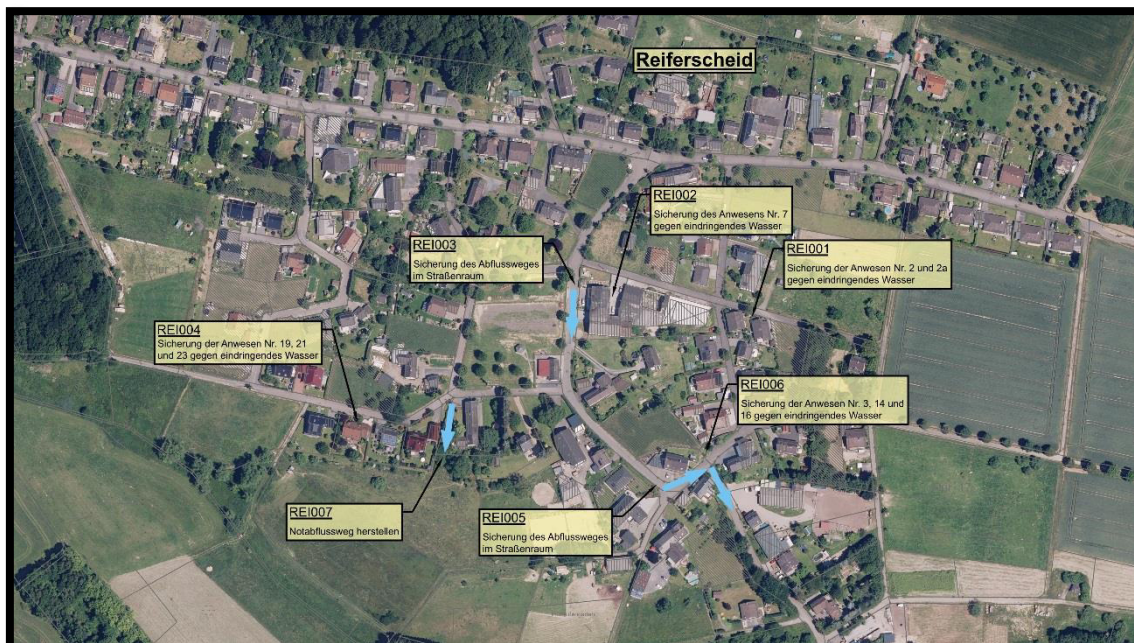 Reiferscheid
REI002
Sicherung des Anwesens Nr. 7
gegen eindringendes Wasser
REI003
Sicherung des Abflussweges
im Straßenraum
REI001
Sicherung der Anwesen Nr. 2 und 2a
gegen eindringendes Wasser
REI004
Sicherung der Anwesen Nr. 19, 21
und 23 gegen eindringendes Wasser
REI006
Sicherung der Anwesen Nr. 3, 14 und
16 gegen eindringendes Wasser
REI007
Notabflussweg herstellen
REI005
Sicherung des Abflussweges
im Straßenraum